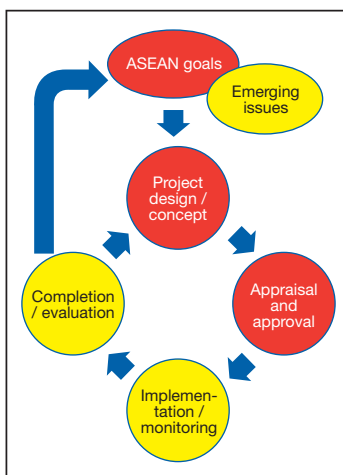 ASEAN goals
Emerging
issues
Project
design /
concept
Appraisal
and
approval
Completion
/ evaluation
Implemen-
tation /
monitoring